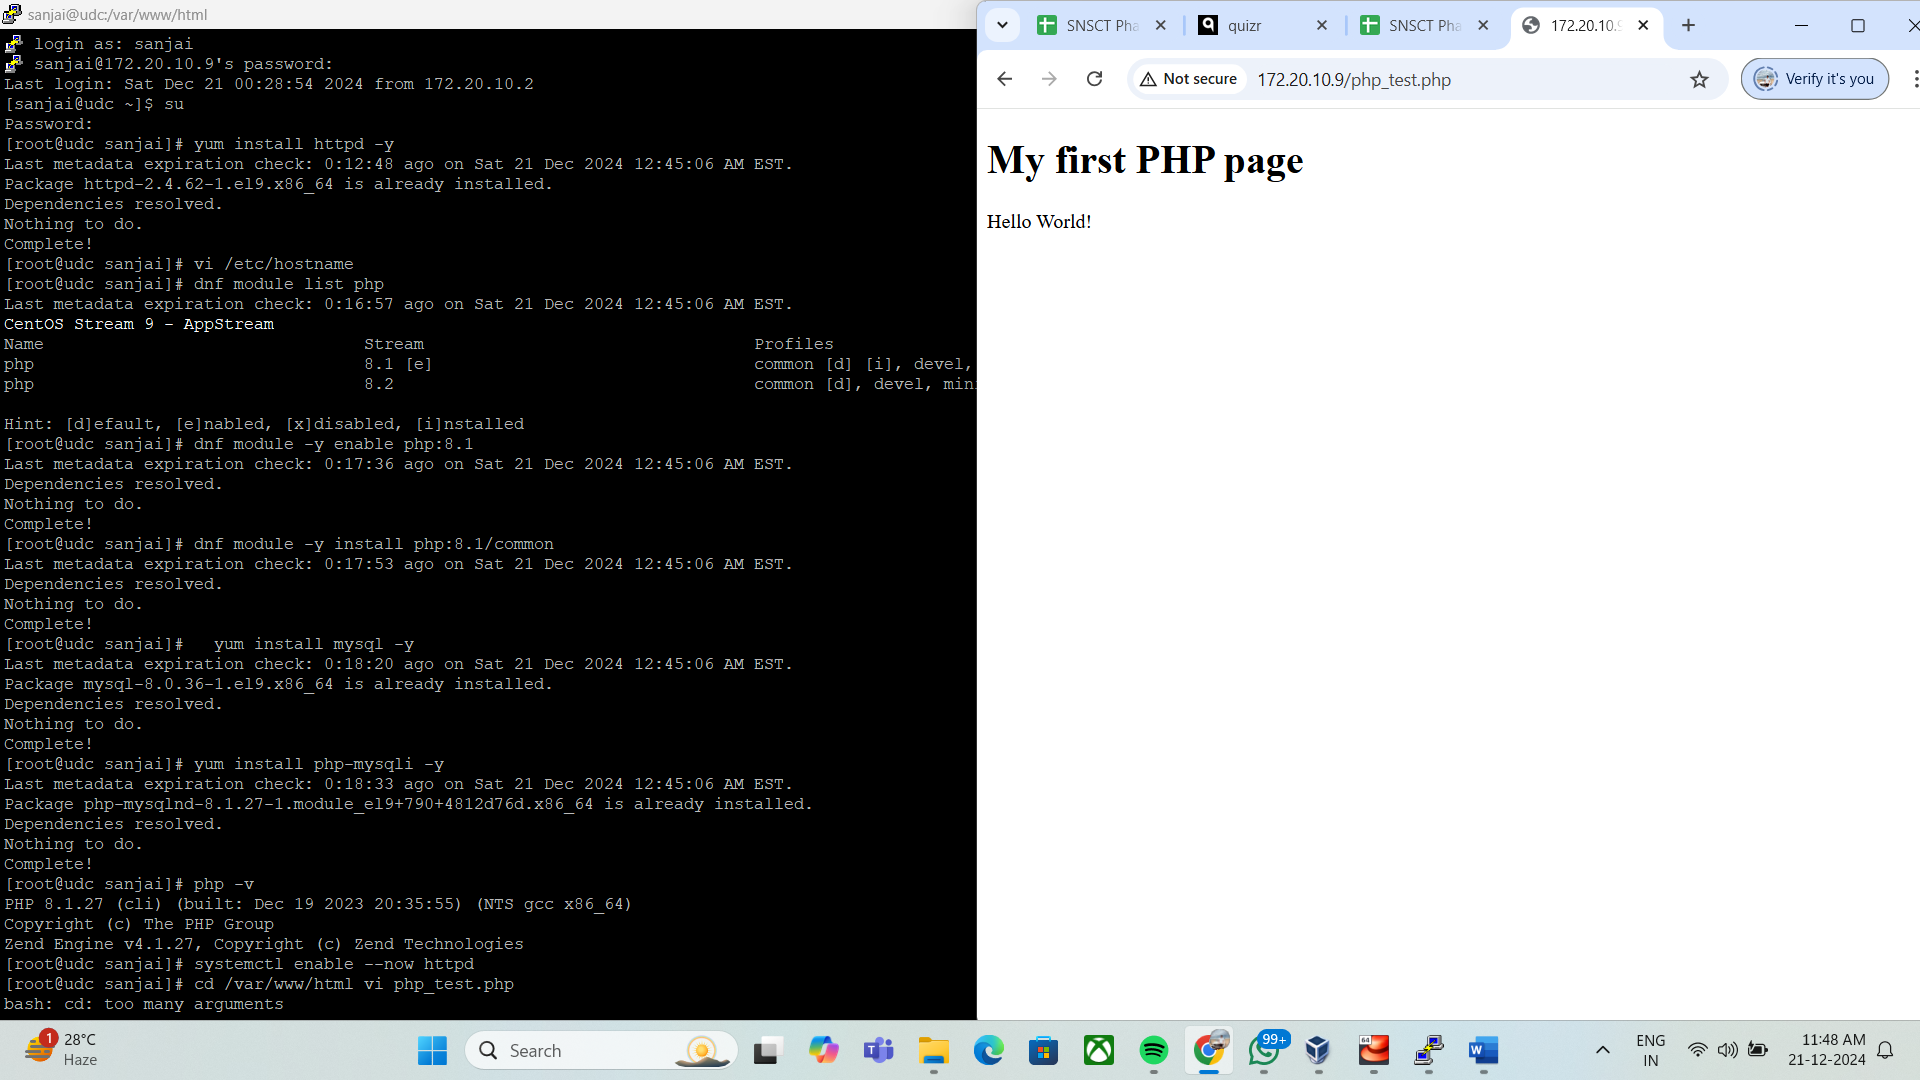 sanjai@udc:/var/www/html
login as: sanjai
sanjai@172.20.10.9's password:
Last login: Sat Dec 21 00:28:54 2024 from 172.20.10.2
[sanjai@udc ~]$ su
Password:
[root@udc sanjai]# yum install httpd -y
Last metadata expiration check: 0:12:48 ago on Sat 21 Dec 2024 12:45:06 AM EST.
Package httpd-2.4.62-1.el9.x86_64 is already installed.
Dependencies resolved.
Nothing to do.
Complete!
[root@udc sanjai]# vi /etc/hostname
[root@udc sanjai]# dnf module list php
Last metadata expiration check: 0:16:57 ago on Sat 21 Dec 2024 12:45:06 AM EST.
CentOS Stream 9 - AppStream
Name Stream Profiles
php 8.1 [e] common [d] [i], devel,
php 8.2 common [d], devel, min
Hint: [d]efault, [e]nabled, [x]disabled, [i]nstalled
[root@udc sanjai]# dnf module -y enable php:8.1
Last metadata expiration check: 0:17:36 ago on Sat 21 Dec 2024 12:45:06 AM EST.
Dependencies resolved.
Nothing to do.
Complete!
[root@udc sanjai]# dnf module -y install php:8.1/common
Last metadata expiration check: 0:17:53 ago on Sat 21 Dec 2024 12:45:06 AM EST.
Dependencies resolved.
Nothing to do.
Complete!
[root@udc sanjai]#   yum install mysql -y
Last metadata expiration check: 0:18:20 ago on Sat 21 Dec 2024 12:45:06 AM EST.
Package mysql-8.0.36-1.el9.x86_64 is already installed.
Dependencies resolved.
Nothing to do.
Complete!
[root@udc sanjai]# yum install php-mysqli -y
Last metadata expiration check: 0:18:33 ago on Sat 21 Dec 2024 12:45:06 AM EST.
Package php-mysqlnd-8.1.27-1.module_el9+790+4812d76d.x86_64 is already installed.
Dependencies resolved.
Nothing to do.
Complete!
[root@udc sanjai]# php -v
PHP 8.1.27 (cli) (built: Dec 19 2023 20:35:55) (NTS gcc x86_64)
Copyright (c) The PHP Group
Zend Engine v4.1.27, Copyright (c) Zend Technologies
[root@udc sanjai]# systemctl enable --now httpd
[root@udc sanjai]# cd /var/www/html vi php_test.php
bash: cd: too many arguments
SNSCT Pha quizr SNSCT Pha 172.20.10.9
Not secure 172.20.10.9/php_test.php Verify it's you
My first PHP page
Hello World!
1 28°C
Haze
Search
64
99+
ENG
IN
11:48 AM
21-12-2024